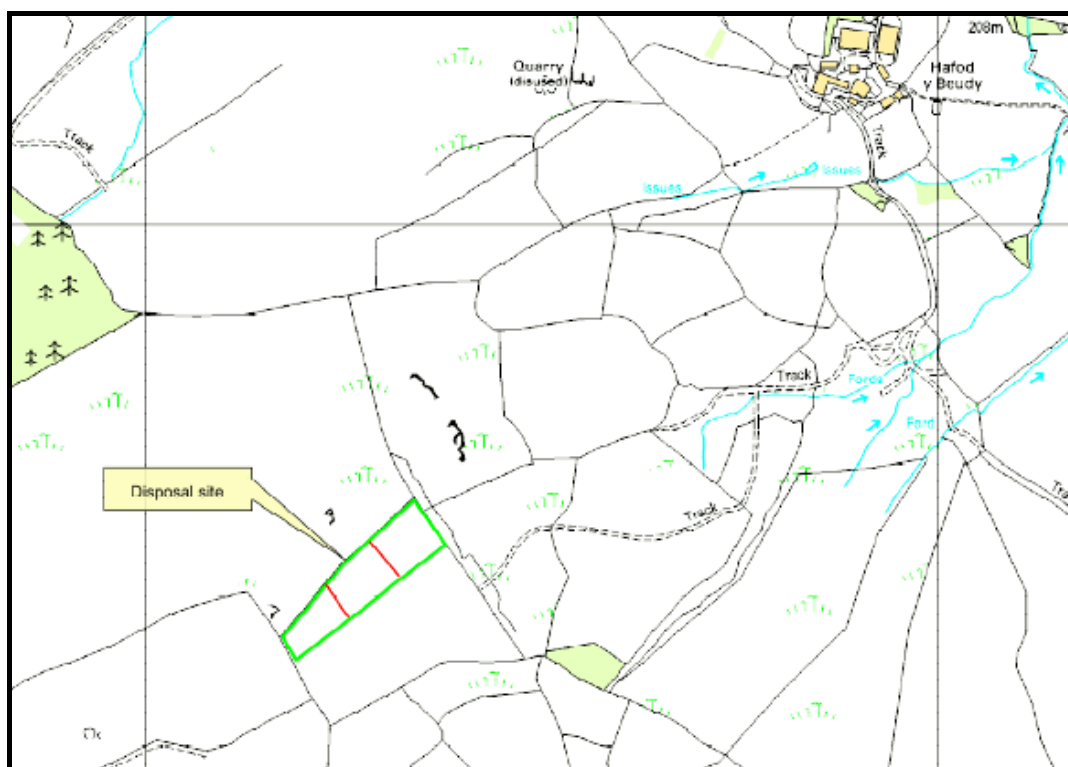 208m
Quarry
(disused)
Hafod
y Beudy
Track
Track
Issues
Issues
Track
Fords
Ford
Disposal site
Track